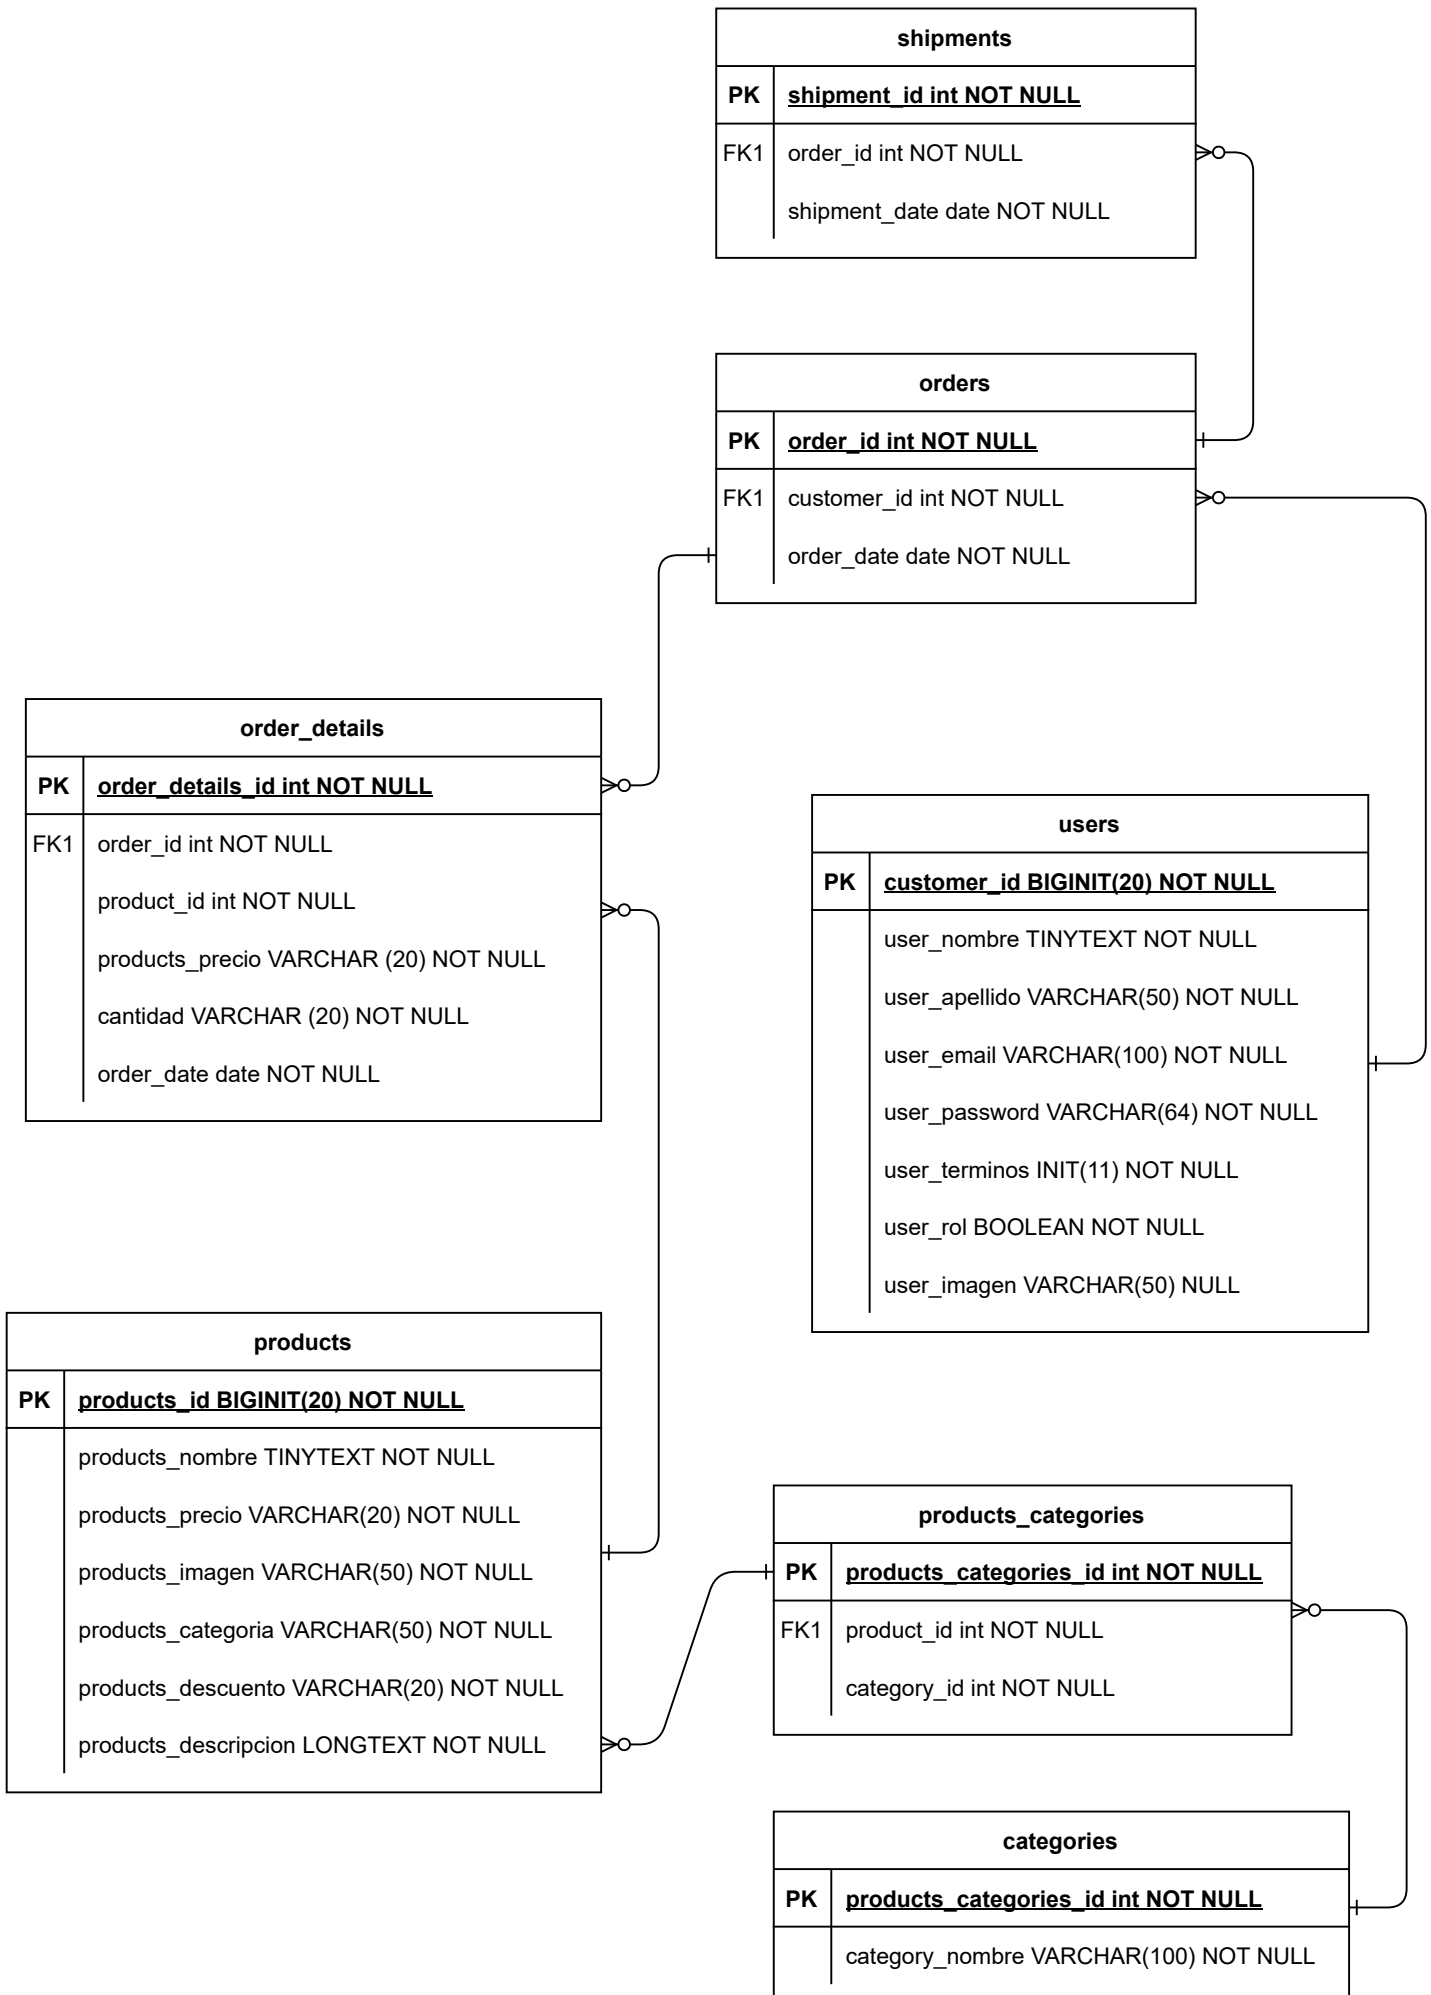 shipments
PK shipment_id int NOT NULL
FK1 order_id int NOT NULL
shipment_date date NOT NULL
orders
PK order_id int NOT NULL
FK1 customer_id int NOT NULL
order_date date NOT NULL
order_details
PK order_details_id int NOT NULL
FK1 order_id int NOT NULL
product_id int NOT NULL
products_precio VARCHAR (20) NOT NULL
cantidad VARCHAR (20) NOT NULL
order_date date NOT NULL
users
PK customer_id BIGINIT(20) NOT NULL
user_nombre TINYTEXT NOT NULL
user_apellido VARCHAR(50) NOT NULL
user_email VARCHAR(100) NOT NULL
user_password VARCHAR(64) NOT NULL
user_terminos INIT(11) NOT NULL
user_rol BOOLEAN NOT NULL
user_imagen VARCHAR(50) NULL
products
PK products_id BIGINIT(20) NOT NULL
products_nombre TINYTEXT NOT NULL
products_precio VARCHAR(20) NOT NULL
products_imagen VARCHAR(50) NOT NULL
products_categoria VARCHAR(50) NOT NULL
products_descuento VARCHAR(20) NOT NULL
products_descripcion LONGTEXT NOT NULL
products_categories
PK products_categories_id int NOT NULL
FK1 product_id int NOT NULL
category_id int NOT NULL
categories
PK products_categories_id int NOT NULL
category_nombre VARCHAR(100) NOT NULL